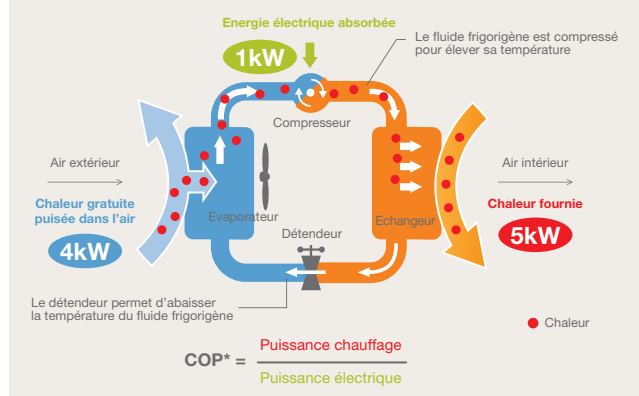 Energie électrique absorbée
1kW
Le fluide frigorigène est compressé
pour élever sa température
Compresseur
Air extérieur
Air intérieur
Chaleur gratuite
puisée dans l'air
4kW
Evaporateur
Détendeur
Echangeur
Chaleur fournie
5kW
Le détendeur permet d'abaisser
la température du fluide frigorigène
Chaleur
COP* =
Puissance chauffage
Puissance électrique